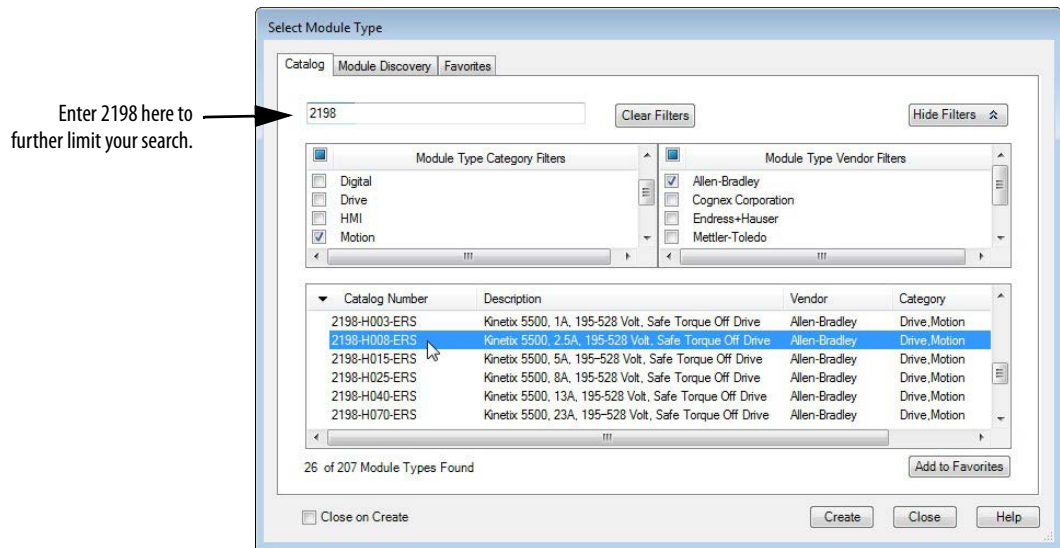 Select Module Type
Catalog Module Discovery Favorites
Enter 2198 here to
further limit your search.
2198
Clear Filters
Hide Filters
Module Type Category Filters
Digital
Drive
HMI
Motion
Module Type Vendor Filters
Allen-Bradley
Cognex Corporation
Endress+Hauser
Mettler-Toledo
Catalog Number Description Vendor Category
2198-H003-ERS Kinetix 5500, 1A, 195-528 Volt, Safe Torque Off Drive Allen-Bradley Drive,Motion
2198-H008-ERS Kinetix 5500, 2.5A, 195-528 Volt, Safe Torque Off Drive Allen-Bradley Drive,Motion
2198-H015-ERS Kinetix 5500, 5A, 195-528 Volt, Safe Torque Off Drive Allen-Bradley Drive,Motion
2198-H025-ERS Kinetix 5500, 8A, 195-528 Volt, Safe Torque Off Drive Allen-Bradley Drive,Motion
2198-H040-ERS Kinetix 5500, 13A, 195-528 Volt, Safe Torque Off Drive Allen-Bradley Drive,Motion
2198-H070-ERS Kinetix 5500, 23A, 195-528 Volt, Safe Torque Off Drive Allen-Bradley Drive,Motion
26 of 207 Module Types Found
Add to Favorites
Close on Create
Create
Close
Help